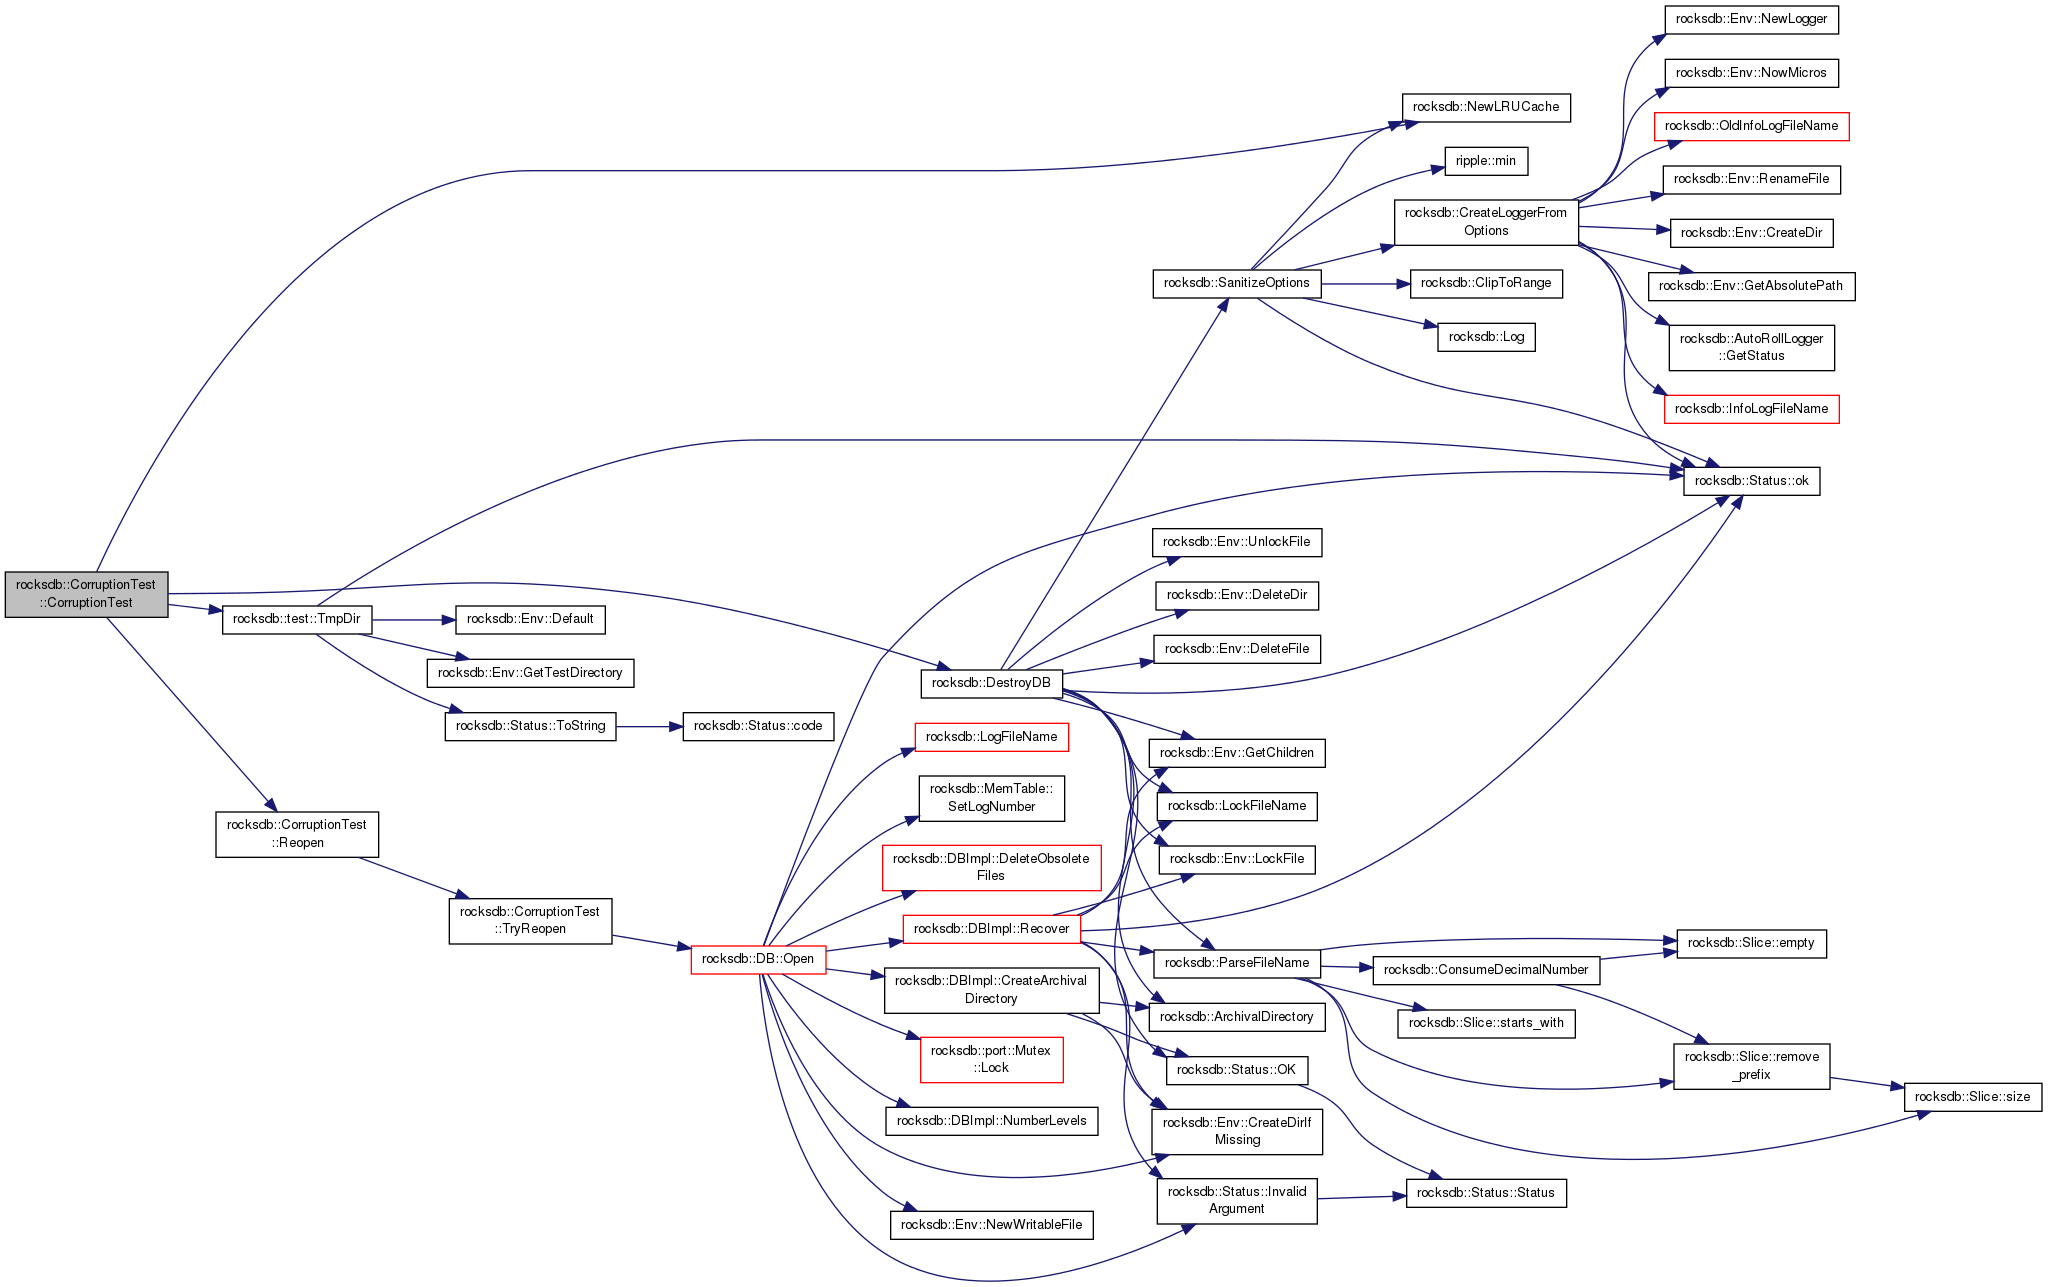 rocksdb::Env::NewLogger
rocksdb::Env::NowMicros
rocksdb::NewLRUCache
rocksdb::OldInfoLogFileName
ripple::min
rocksdb::Env::RenameFile
rocksdb::CreateLoggerFrom
Options
rocksdb::Env::CreateDir
rocksdb::SanitizeOptions
rocksdb::ClipToRange
rocksdb::Env::GetAbsolutePath
rocksdb::Log
rocksdb::AutoRollLogger
::GetStatus
rocksdb::InfoLogFileName
rocksdb::Status::ok
rocksdb::Env::UnlockFile
rocksdb::CorruptionTest
::CorruptionTest
rocksdb::test::TmpDir
rocksdb::Env::Default
rocksdb::Env::DeleteDir
rocksdb::Env::DeleteFile
rocksdb::Env::GetTestDirectory
rocksdb::DestroyDB
rocksdb::Status::ToString
rocksdb::Status::code
rocksdb::LogFileName
rocksdb::Env::GetChildren
rocksdb::MemTable::
SetLogNumber
rocksdb::LockFileName
rocksdb::CorruptionTest
::Reopen
rocksdb::DBImpl::DeleteObsolete
Files
rocksdb::Env::LockFile
rocksdb::CorruptionTest
::TryReopen
rocksdb::DBImpl::Recover
rocksdb::Slice::empty
rocksdb::DB::Open
rocksdb::ParseFileName
rocksdb::ConsumeDecimalNumber
rocksdb::DBImpl::CreateArchival
Directory
rocksdb::ArchivalDirectory
rocksdb::Slice::starts_with
rocksdb::port::Mutex
::Lock
rocksdb::Status::OK
rocksdb::Slice::remove
_prefix
rocksdb::Slice::size
rocksdb::DBImpl::NumberLevels
rocksdb::Env::CreateDirIf
Missing
rocksdb::Status::Invalid
Argument
rocksdb::Status::Status
rocksdb::Env::NewWritableFile